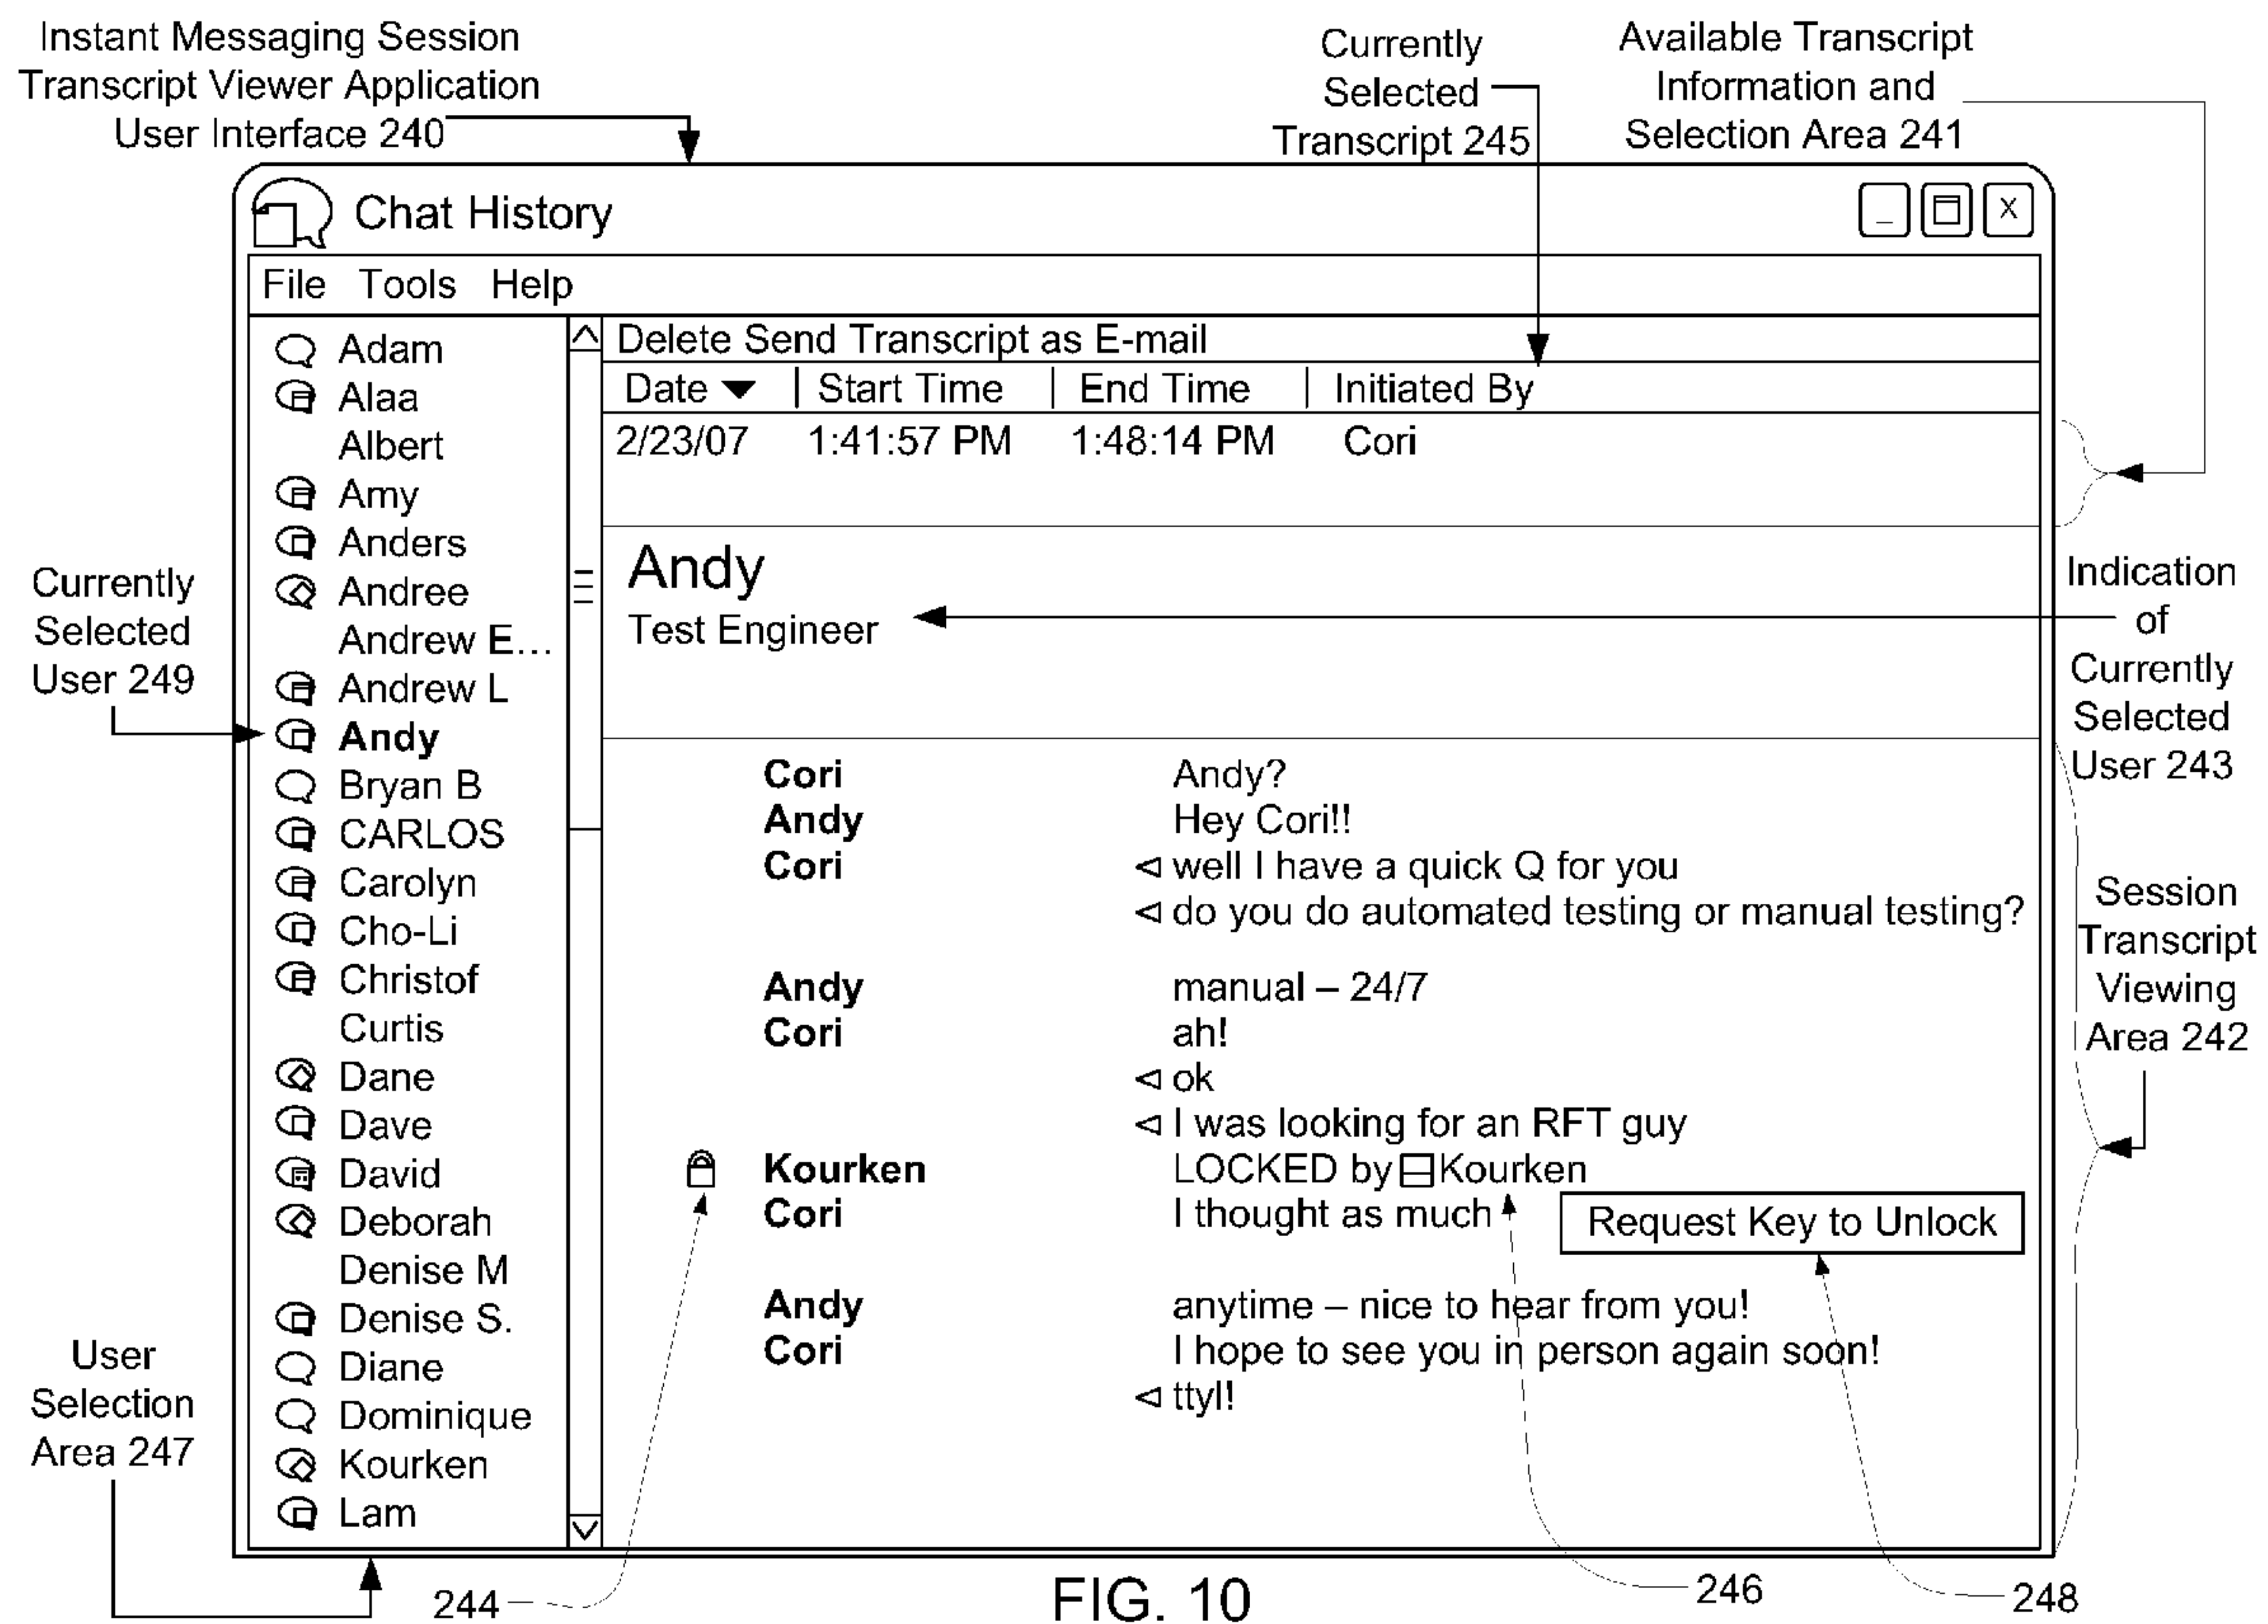 Instant Messaging Session
Transcript Viewer Application
User Interface 240
Currently
Selected
Transcript 245
Available Transcript
Information and
Selection Area 241
Chat History
_ X
File Tools Help
Adam
Alaa
Albert
Amy
Anders
Andree
Andrew E...
Andrew L
Andy
Bryan B
CARLOS
Carolyn
Cho-Li
Christof
Curtis
Dane
Dave
David
Deborah
Denise M
Denise S.
Diane
Dominique
Kourken
Lam
Delete Send Transcript as E-mail
Date | Start Time | End Time | Initiated By
2/23/07 1:41:57 PM 1:48:14 PM Cori
Andy
Test Engineer
Cori Andy?
Andy Hey Cori!!
Cori well I have a quick Q for you
do you do automated testing or manual testing?
Andy manual – 24/7
Cori ah!
ok
I was looking for an RFT guy
Kourken LOCKED by Kourken
Cori I thought as much
Request Key to Unlock
Andy anytime – nice to hear from you!
Cori I hope to see you in person again soon!
ttyl!
Currently
Selected
User 249
User
Selection
Area 247
Indication
of
Currently
Selected
User 243
Session
Transcript
Viewing
Area 242
244
246
248
FIG. 10